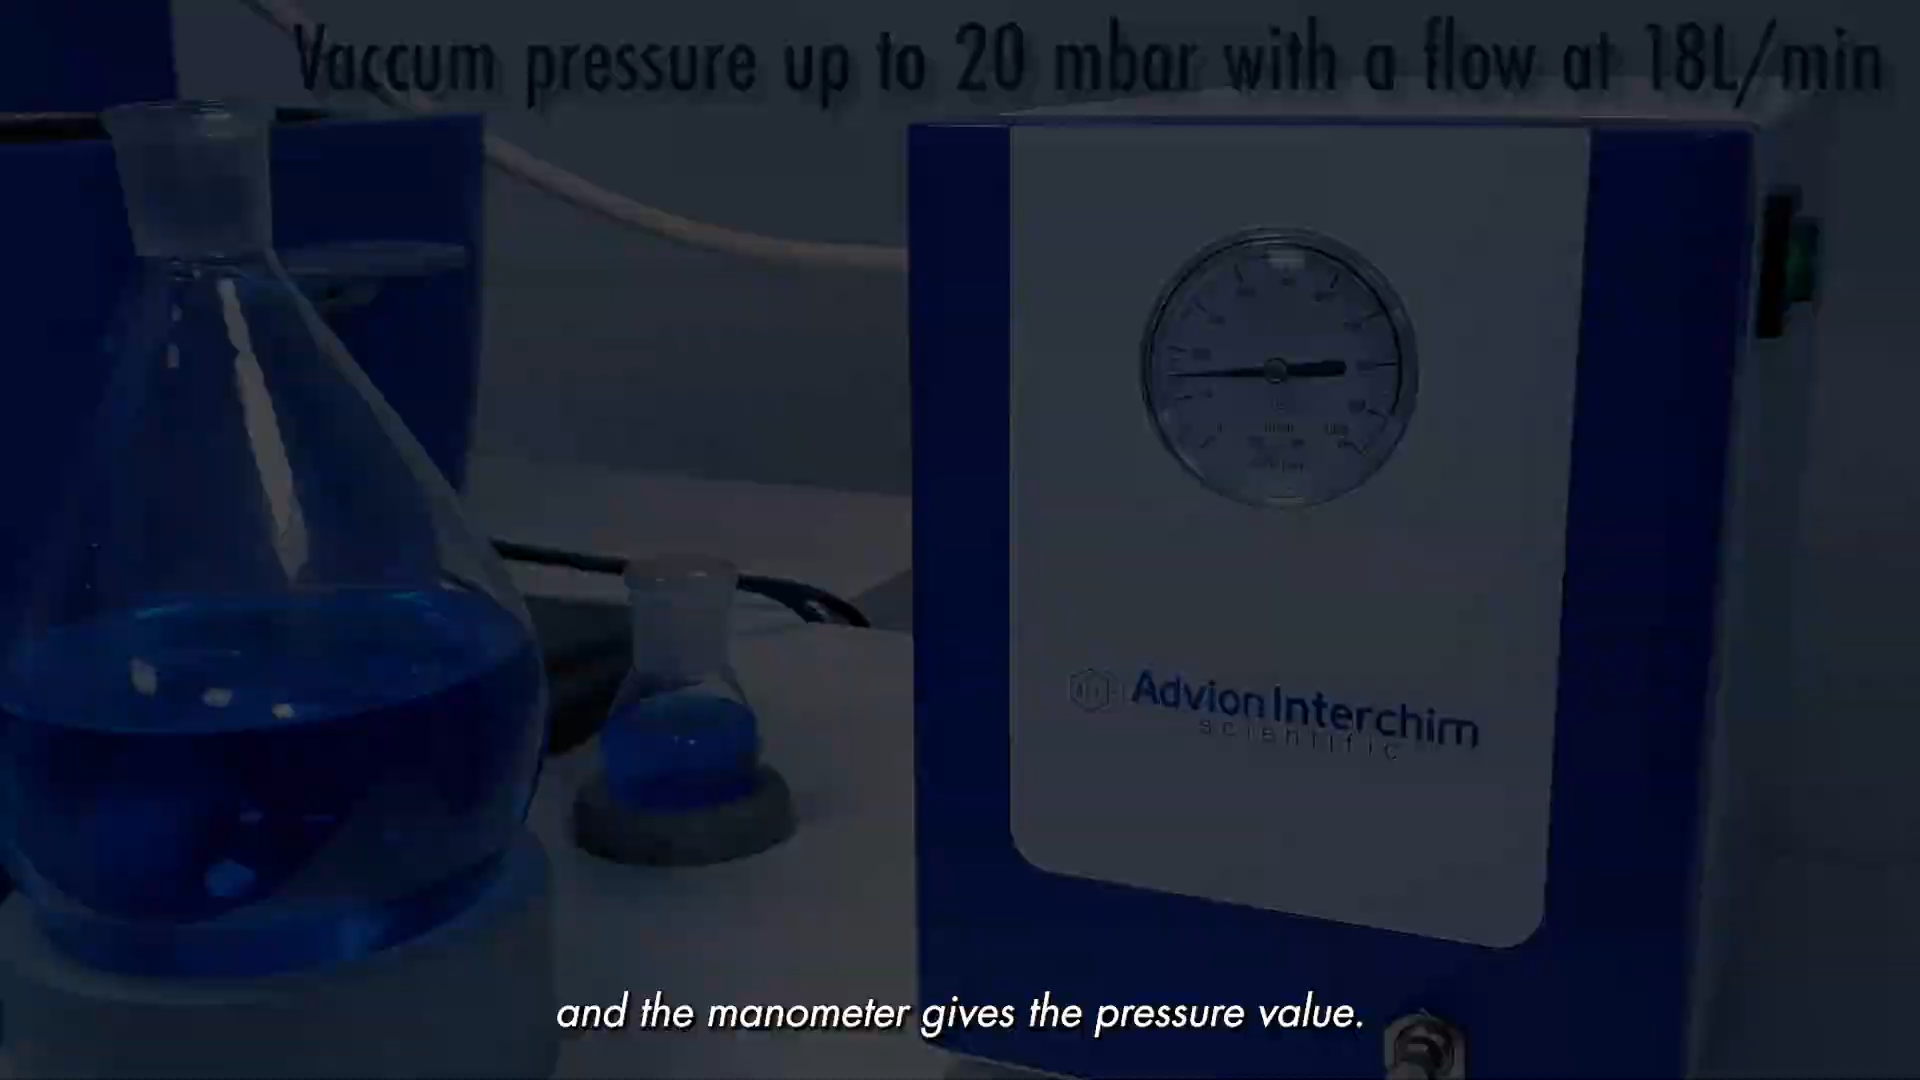 Vaccum pressure up to 20 mbar with a flow at 18L/min
Advion Interchim
scientific
and the manometer gives the pressure value.